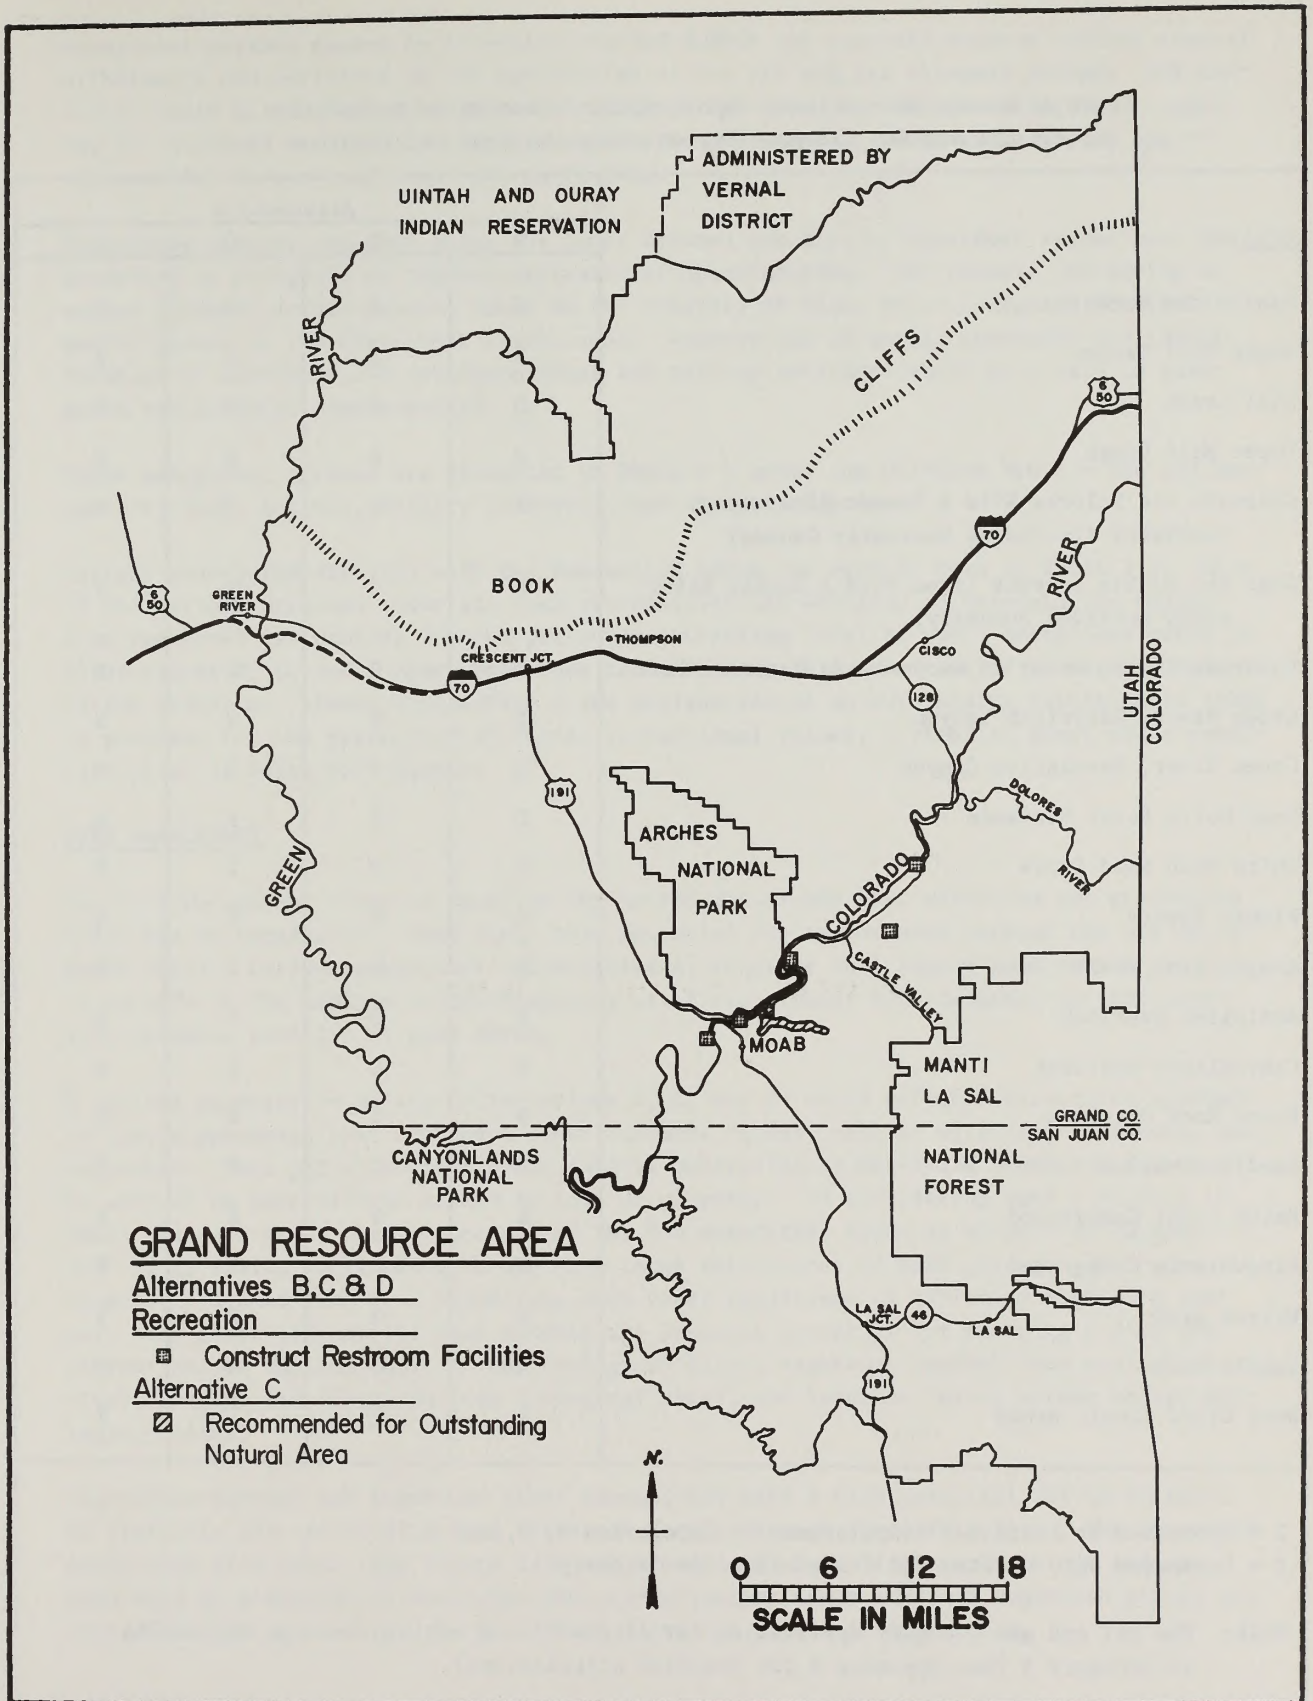 ADMINISTERED BY
VERNAL
DISTRICT
UINTAH AND OURAY
INDIAN RESERVATION
RIVER
CLIFFS
6
50
70
RIVER
BOOK
6
50
GREEN
RIVER
THOMPSON
CISCO
CRESCENT JCT.
70
128
UTAH
COLORADO
191
ARCHES
NATIONAL
PARK
DOLORES
RIVER
GREEN
COLORADO
CASTLE VALLEY
MOAB
MANTI
LA SAL
GRAND CO.
SAN JUAN CO.
NATIONAL
FOREST
CANYONLANDS
NATIONAL
PARK
GRAND RESOURCE AREA
Alternatives B,C & D
Recreation
Construct Restroom Facilities
Alternative C
Recommended for Outstanding
Natural Area
LA SAL
JCT.
46
LA SAL
191
N.
0 6 12 18
SCALE IN MILES